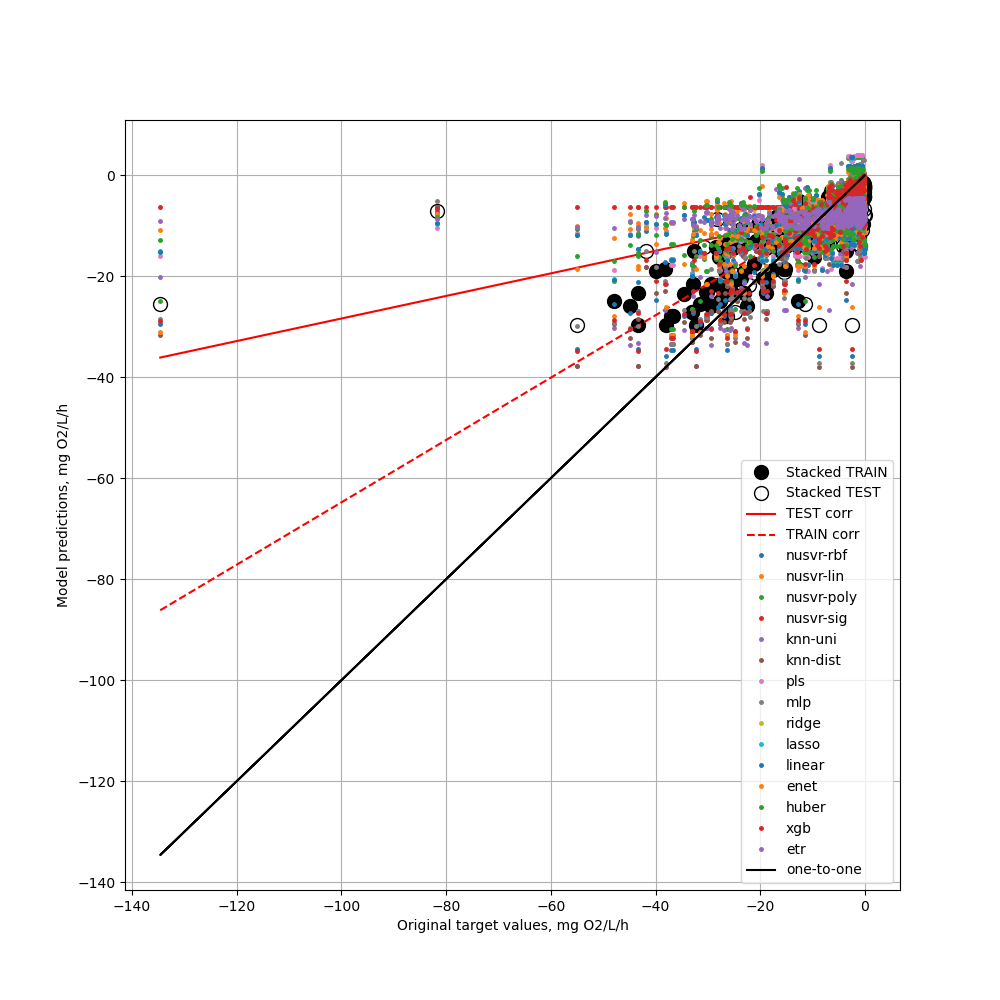 0
−20
−40
−60
−80
−100
−120
−140
Model predictions, mg O2/L/h
−140 −120 −100 −80 −60 −40 −20 0
Original target values, mg O2/L/h
Stacked TRAIN
Stacked TEST
TEST corr
TRAIN corr
nusvr-rbf
nusvr-lin
nusvr-poly
nusvr-sig
knn-uni
knn-dist
pls
mlp
ridge
lasso
linear
enet
huber
xgb
etr
one-to-one